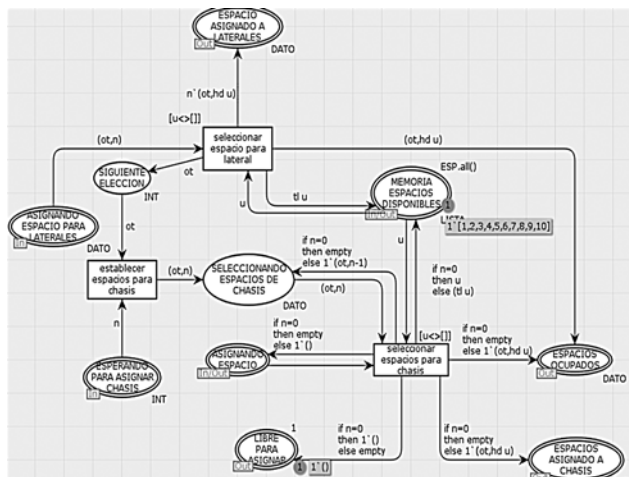 ESPACIO
ASIGNADO A
LATERALES
Out
DATO
n`(ot,hd u)
[u<>[]]
(ot,n)
seleccionar
espacio para
lateral
(ot,hd u)
ESP.all()
SIGUIENTE
ELECCION
ot
INT
tl u
u
MEMORIA
ESPACIOS
DISPONIBLES
In/Out
1
LISTA
1`[1,2,3,4,5,6,7,8,9,10]
ASIGNANDO
ESPACIO PARA
LATERALES
In
DATO
ot
u
if n=0
then empty
else 1`(ot,n-1)
if n=0
then u
else (tl u)
establecer
espacios para
chasis
(ot,n)
SELECCIONANDO
ESPACIOS DE
CHASIS
(ot,n)
DATO
n
if n=0
then empty
else 1`()
[u<>[]]
if n=0
then empty
else 1`(ot,hd u)
ESPERANDO
PARA ASIGNAR
CHASIS
In
INT
ASIGNANDO
ESPACIO
In/Out
seleccionar
espacios para
chasis
ESPACIOS
OCUPADOS
Out
DATO
1
LIBRE
PARA
ASIGNAR
Out
1
1`()
if n=0
then 1`()
else empty
if n=0
then empty
else 1`(ot,hd u)
ESPACIOS
ASIGNADO A
CHASIS